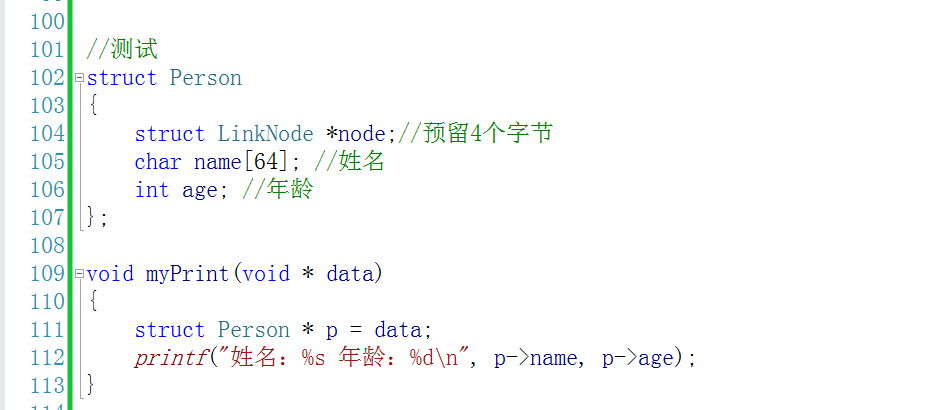 100
101 //测试
102 struct Person
103 {
104     struct LinkNode *node;//预留4个字节
105     char name[64]; //姓名
106     int age; //年龄
107 };
108
109 void myPrint(void * data)
110 {
111     struct Person * p = data;
112     printf("姓名：%s 年龄：%d\n", p->name, p->age);
113 }